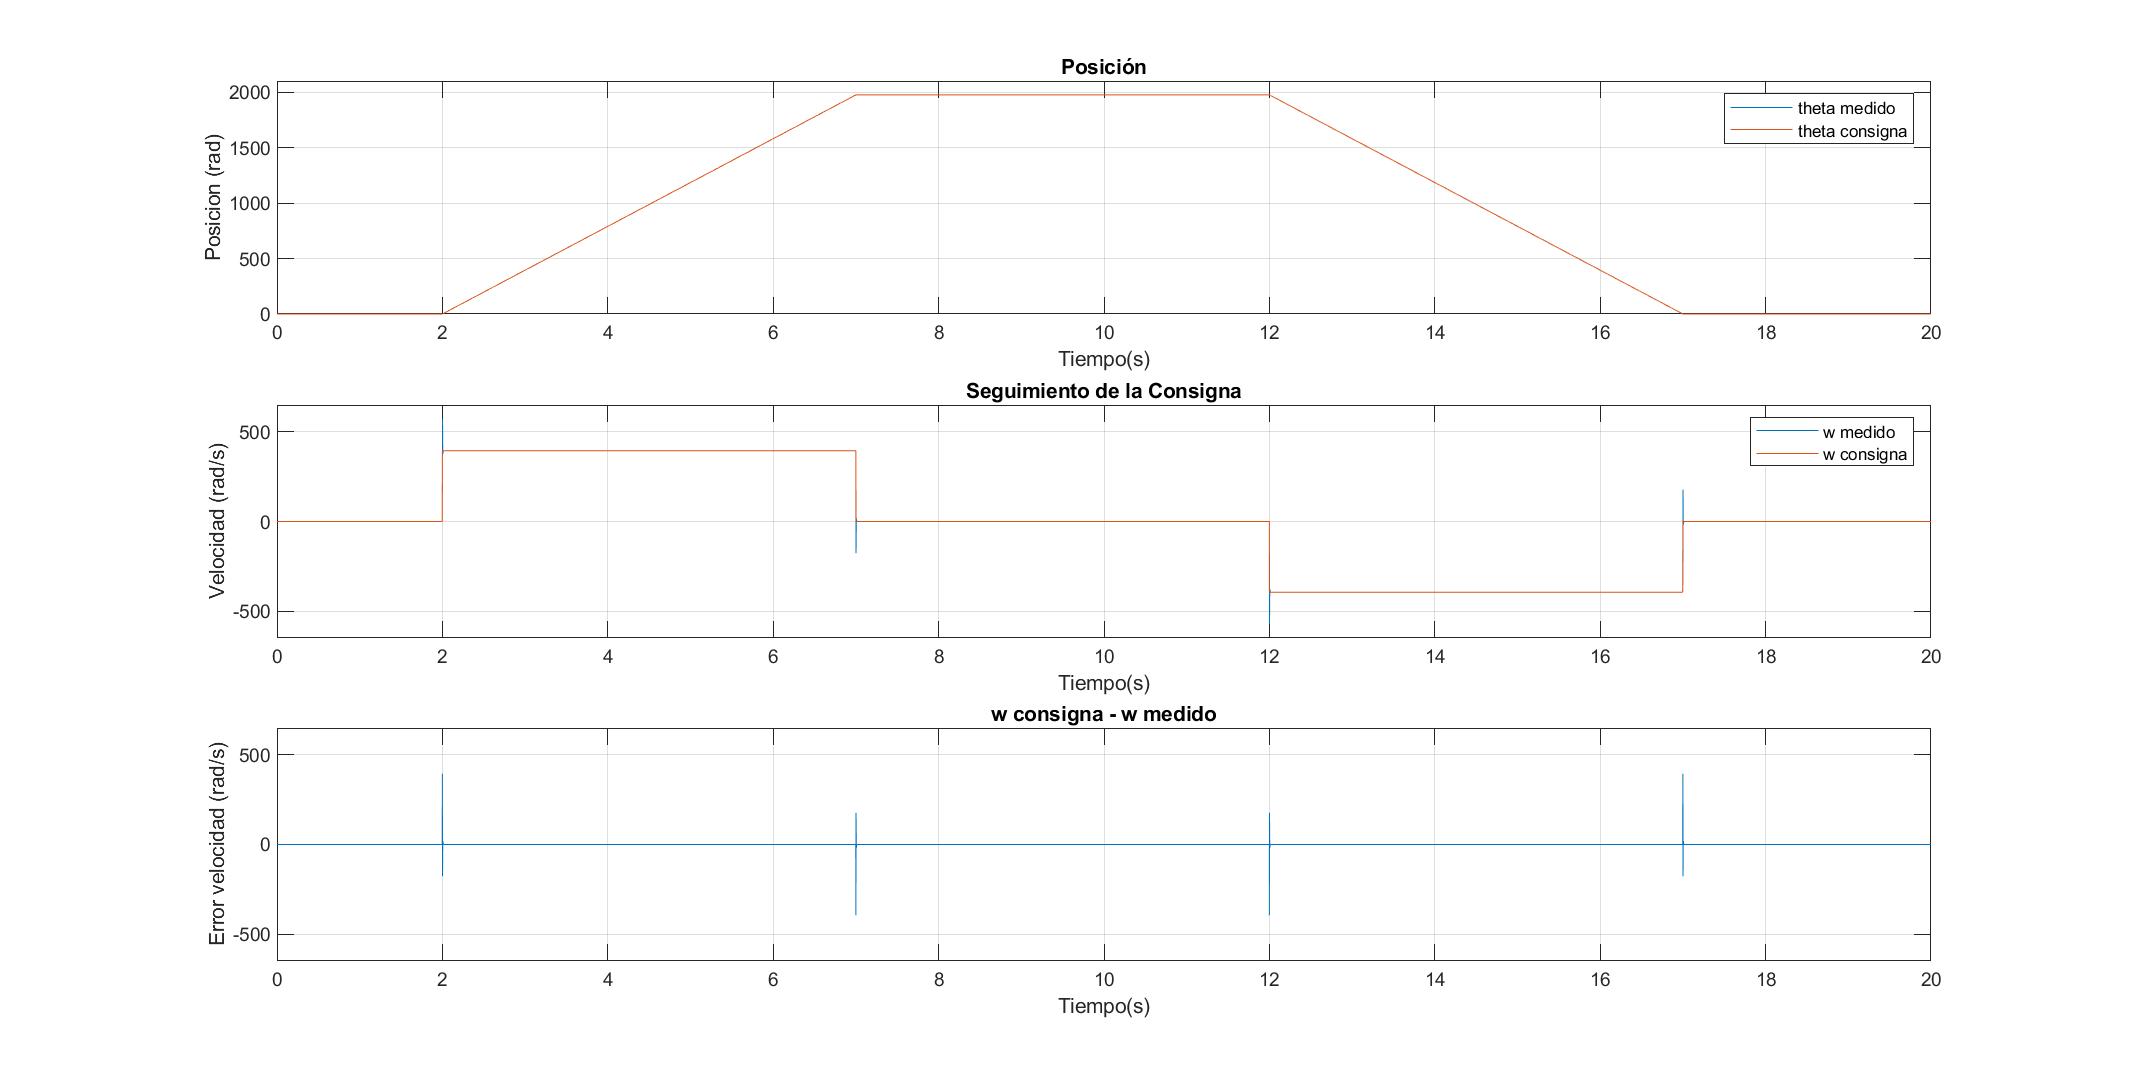 Posición
2000
1500
1000
500
0
Posicion (rad)
theta medido
theta consigna
0 2 4 6 8 10 12 14 16 18 20
Tiempo(s)
Seguimiento de la Consigna
500
0
-500
Velocidad (rad/s)
w medido
w consigna
0 2 4 6 8 10 12 14 16 18 20
Tiempo(s)
w consigna - w medido
500
0
-500
Error velocidad (rad/s)
0 2 4 6 8 10 12 14 16 18 20
Tiempo(s)